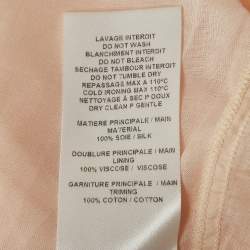 LAVAGE INTERDIT
DO NOT WASH
BLANCHIMENT INTERDIT
DO NOT BLEACH
SECHAGE TAMBOUR INTERDIT
DO NOT TUMBLE DRY
REPASSAGE MAX A 110°C
COLD IRONING MAX 110°C
NETTOYAGE À SEC P DOUX
DRY CLEAN P GENTLE
MATIERE PRINCIPALE / MAIN
MATERIAL
100% SOIE / SILK
DOUBLURE PRINCIPALE / MAIN
LINING
100% VISCOSE / VISCOSE
GARNITURE PRINCIPALE / MAIN
TRIMING
100% COTON / COTTON